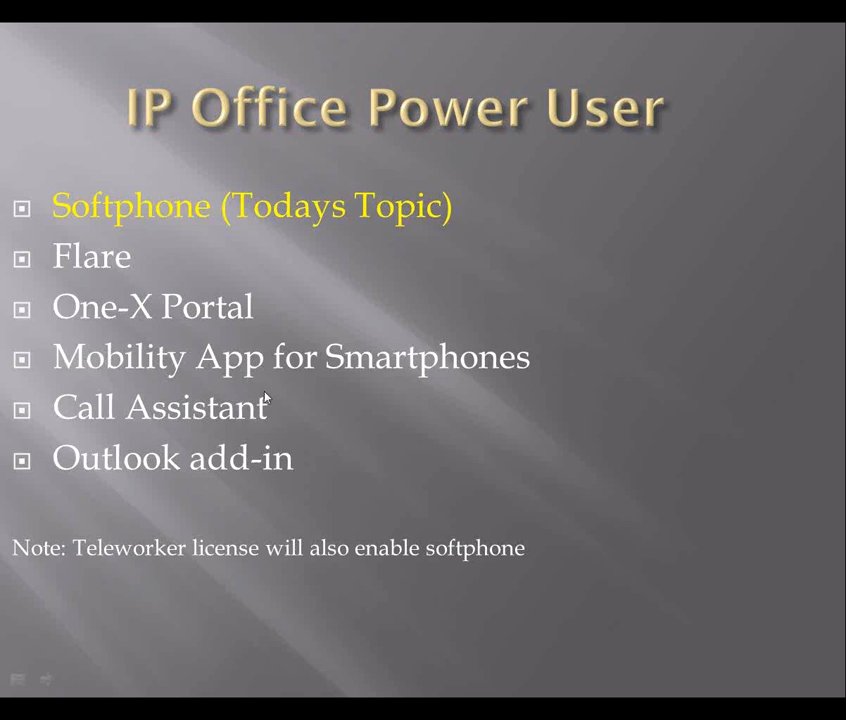 IP Office Power User
Softphone (Todays Topic)
Flare
One-X Portal
Mobility App for Smartphones
Call Assistant
Outlook add-in
Note: Teleworker license will also enable softphone